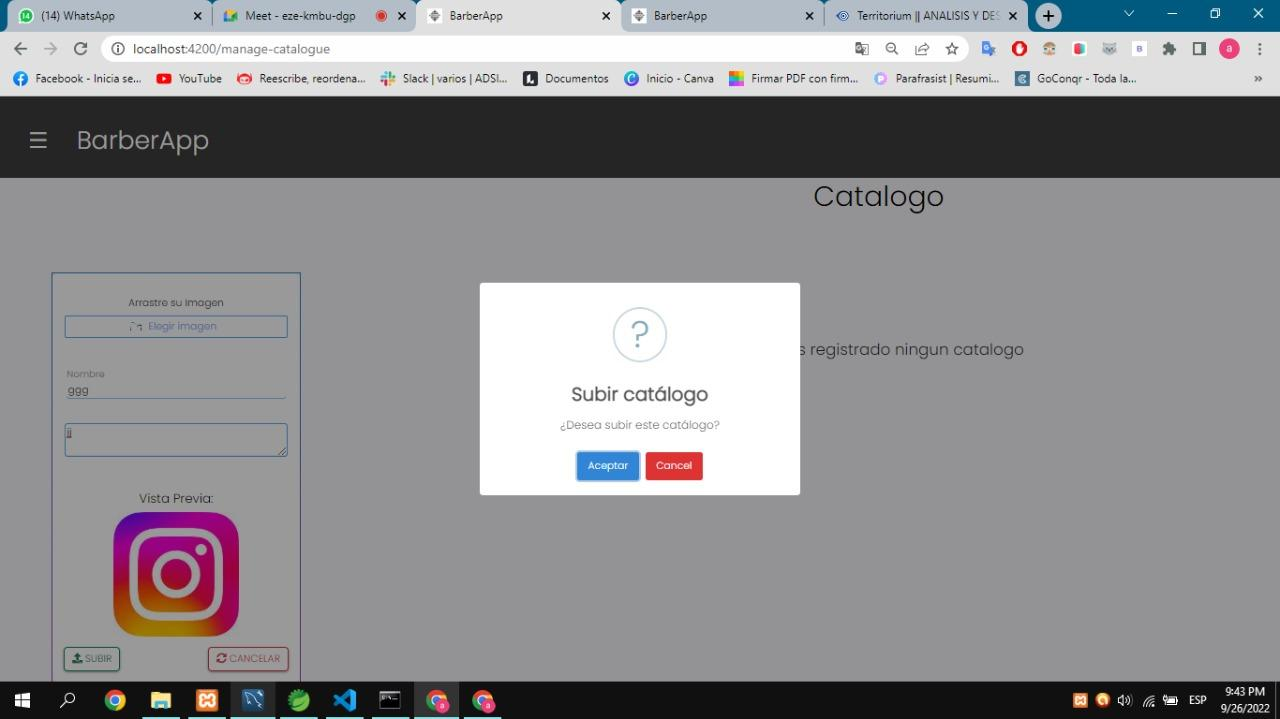 (14) WhatsApp
Meet - eze-kmbu-dgp
BarberApp
BarberApp
Territorium || ANALISIS Y DES
localhost:4200/manage-catalogue
Facebook - Inicia se...
YouTube
Reescribe, reordena...
Slack | varios | ADSI...
Documentos
Inicio - Canva
Firmar PDF con firm...
Parafrasist | Resumi...
GoConqr - Toda la...
BarberApp
Catalogo
Arrastre su Imagen
Elegir imagen
Nombre
ggg
jj
Vista Previa:
SUBIR
CANCELAR
s registrado ningun catalogo
?
Subir catálogo
¿Desea subir este catálogo?
Aceptar
Cancel
ESP
9:43 PM
9/26/2022